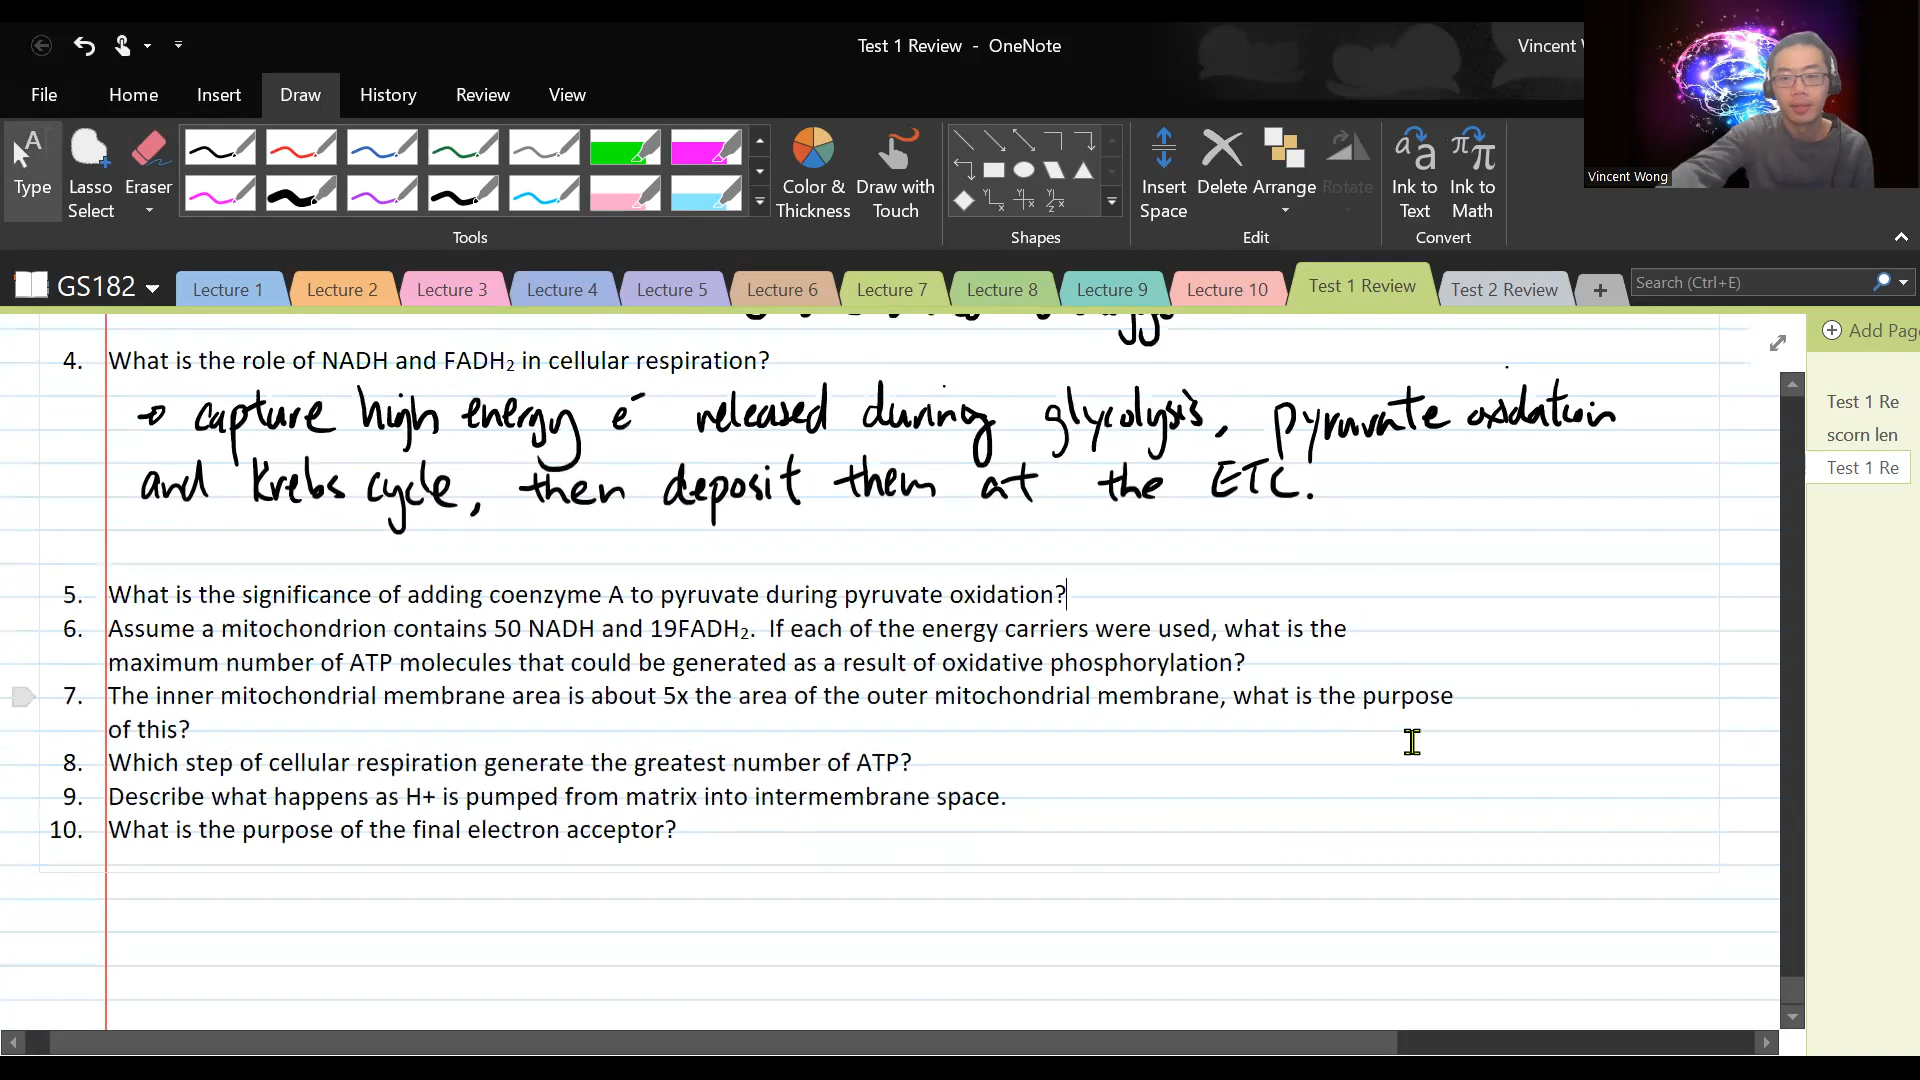 Test 1 Review - OneNote
Vincent W
File
Home
Insert
Draw
History
Review
View
Type
Lasso
Select
Eraser
Color &
Thickness
Draw with
Touch
Insert
Space
Delete
Arrange
Rotate
Ink to
Text
Ink to
Math
Tools
Shapes
Edit
Convert
Vincent Wong
GS182
Lecture 1
Lecture 2
Lecture 3
Lecture 4
Lecture 5
Lecture 6
Lecture 7
Lecture 8
Lecture 9
Lecture 10
Test 1 Review
Test 2 Review
Search (Ctrl+E)
Add Pag
Test 1 Re
scorn len
Test 1 Re
4. What is the role of NADH and FADH₂ in cellular respiration?
→ capture high energy e⁻ released during glycolysis, pyruvate oxidation
and Krebs cycle, then deposit them at the ETC.
5. What is the significance of adding coenzyme A to pyruvate during pyruvate oxidation?
6. Assume a mitochondrion contains 50 NADH and 19FADH₂. If each of the energy carriers were used, what is the
maximum number of ATP molecules that could be generated as a result of oxidative phosphorylation?
7. The inner mitochondrial membrane area is about 5x the area of the outer mitochondrial membrane, what is the purpose
of this?
8. Which step of cellular respiration generate the greatest number of ATP?
9. Describe what happens as H+ is pumped from matrix into intermembrane space.
10. What is the purpose of the final electron acceptor?